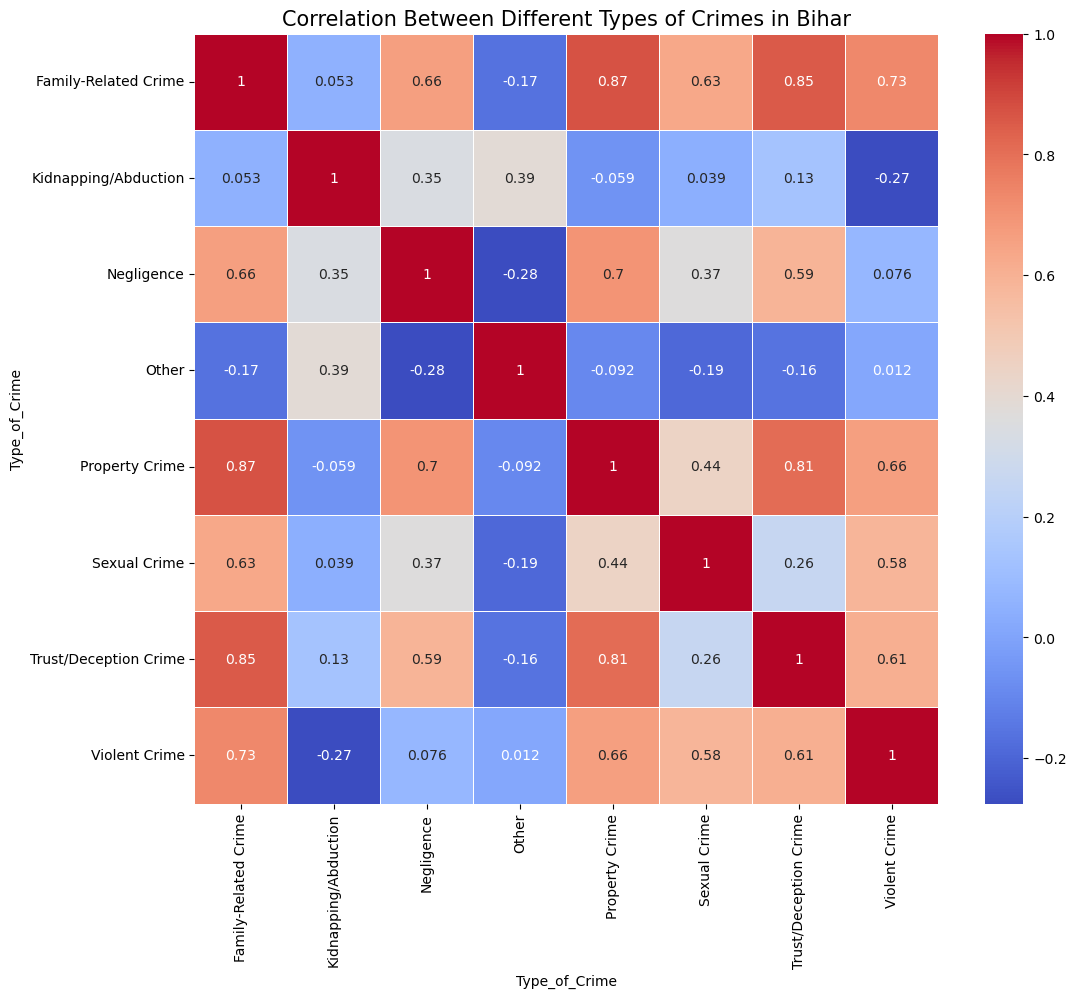 Correlation Between Different Types of Crimes in Bihar
Family-Related Crime 1 0.053 0.66 -0.17 0.87 0.63 0.85 0.73
Kidnapping/Abduction 0.053 1 0.35 0.39 -0.059 0.039 0.13 -0.27
Negligence 0.66 0.35 1 -0.28 0.7 0.37 0.59 0.076
Other -0.17 0.39 -0.28 1 -0.092 -0.19 -0.16 0.012
Property Crime 0.87 -0.059 0.7 -0.092 1 0.44 0.81 0.66
Sexual Crime 0.63 0.039 0.37 -0.19 0.44 1 0.26 0.58
Trust/Deception Crime 0.85 0.13 0.59 -0.16 0.81 0.26 1 0.61
Violent Crime 0.73 -0.27 0.076 0.012 0.66 0.58 0.61 1
Type_of_Crime
Family-Related Crime
Kidnapping/Abduction
Negligence
Other
Property Crime
Sexual Crime
Trust/Deception Crime
Violent Crime
Type_of_Crime
1.0
0.8
0.6
0.4
0.2
0.0
−0.2